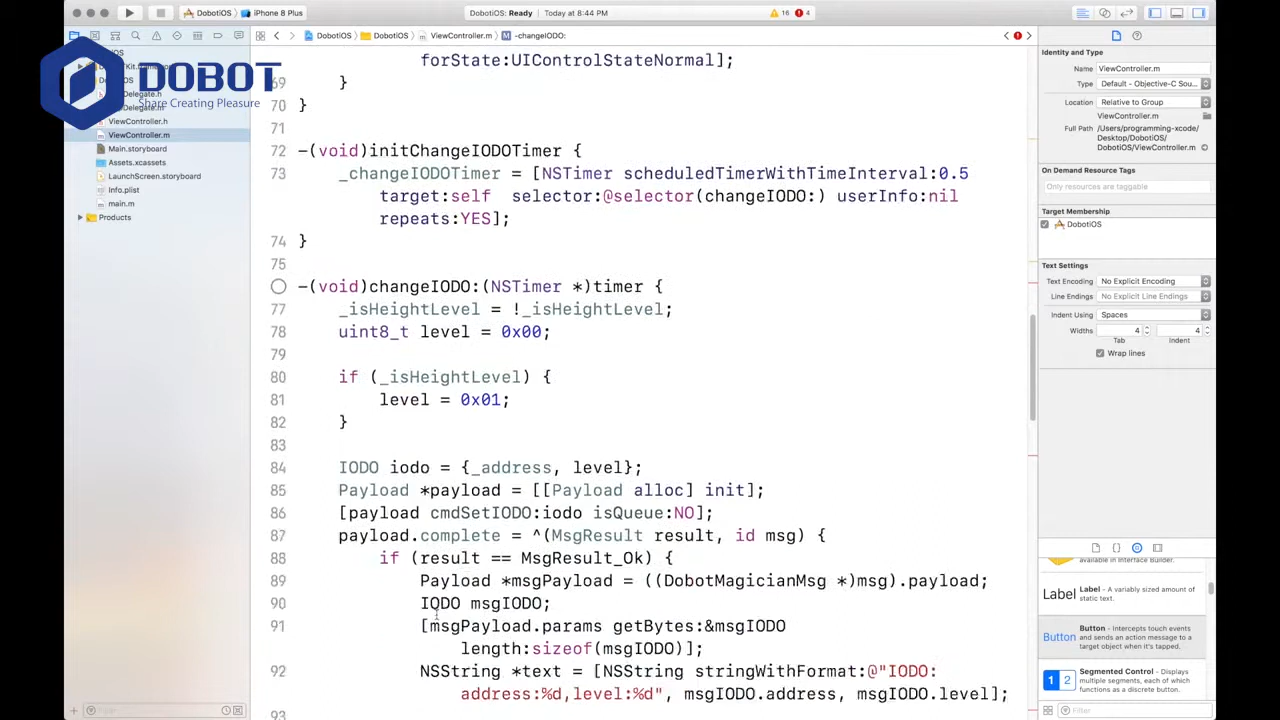 DobotiOS
iPhone 8 Plus
DobotiOS: Ready
Today at 8:44 PM
16
4
DobotiOS
DobotiOS
ViewController.m
-changeIODO:
DOBOT
Share Creating Pleasure
ViewController.h
ViewController.m
Main.storyboard
Assets.xcassets
LaunchScreen.storyboard
Info.plist
main.m
Products
forState:UIControlStateNormal];
69 }
70 }
71
72 -(void)initChangeIODOTimer {
73 _changeIODOTimer = [NSTimer scheduledTimerWithTimeInterval:0.5
target:self selector:@selector(changeIODO:) userInfo:nil
repeats:YES];
74 }
75
-(void)changeIODO:(NSTimer *)timer {
77 _isHeightLevel = !_isHeightLevel;
78 uint8_t level = 0x00;
79
80 if (_isHeightLevel) {
81 level = 0x01;
82 }
83
84 IODO iodo = {_address, level};
85 Payload *payload = [[Payload alloc] init];
86 [payload cmdSetIODO:iodo isQueue:NO];
87 payload.complete = ^(MsgResult result, id msg) {
88 if (result == MsgResult_Ok) {
89 Payload *msgPayload = ((DobotMagicianMsg *)msg).payload;
90 IODO msgIODO;
91 [msgPayload.params getBytes:&msgIODO
length:sizeof(msgIODO)];
92 NSString *text = [NSString stringWithFormat:@"IODO:
address:%d,level:%d", msgIODO.address, msgIODO.level];
93
Identity and Type
Name ViewController.m
Type Default - Objective-C Sou...
Location Relative to Group
ViewController.m
Full Path /Users/programming-xcode/
Desktop/DobotiOS/
DobotiOS/ViewController.m
On Demand Resource Tags
Only resources are taggable
Target Membership
DobotiOS
Text Settings
Text Encoding No Explicit Encoding
Line Endings No Explicit Line Endings
Indent Using Spaces
Widths 4 4
Tab Indent
Wrap lines
available in Interface Builder.
Label Label - A variably sized amount of
static text.
Button Button - Intercepts touch events
and sends an action message to a
target object when it's tapped.
1 2 Segmented Control - Displays
multiple segments, each of which
functions as a discrete button.
Filter
Filter